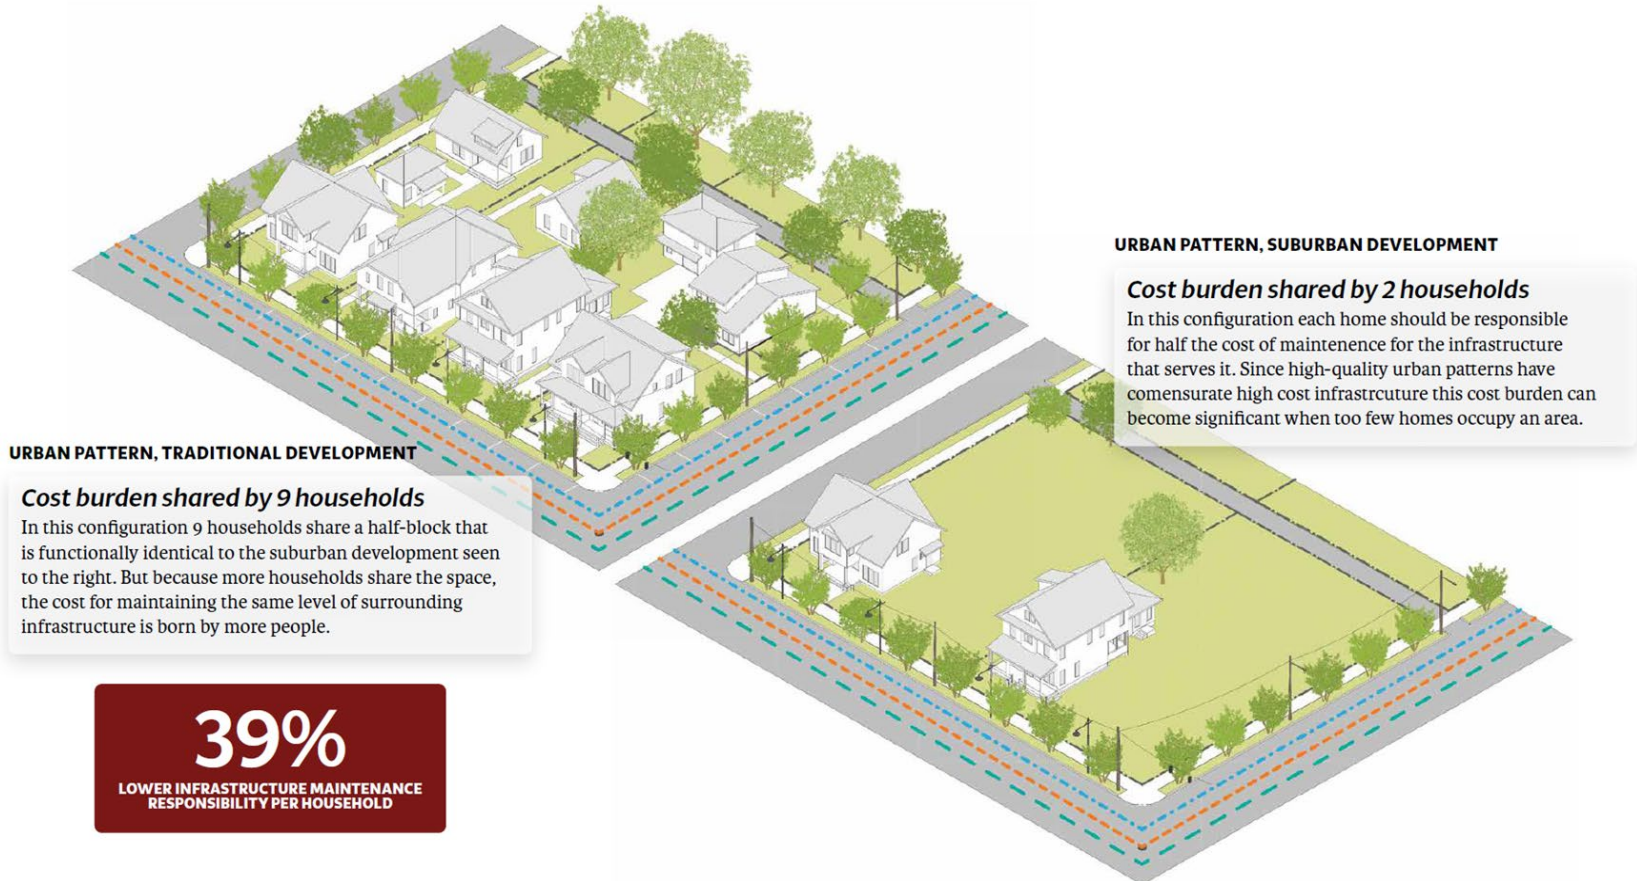 URBAN PATTERN, TRADITIONAL DEVELOPMENT
Cost burden shared by 9 households
In this configuration 9 households share a half-block that
is functionally identical to the suburban development seen
to the right. But because more households share the space,
the cost for maintaining the same level of surrounding
infrastructure is born by more people.
39%
LOWER INFRASTRUCTURE MAINTENANCE
RESPONSIBILITY PER HOUSEHOLD
URBAN PATTERN, SUBURBAN DEVELOPMENT
Cost burden shared by 2 households
In this configuration each home should be responsible
for half the cost of maintenence for the infrastructure
that serves it. Since high-quality urban patterns have
comensurate high cost infrastrcuture this cost burden can
become significant when too few homes occupy an area.